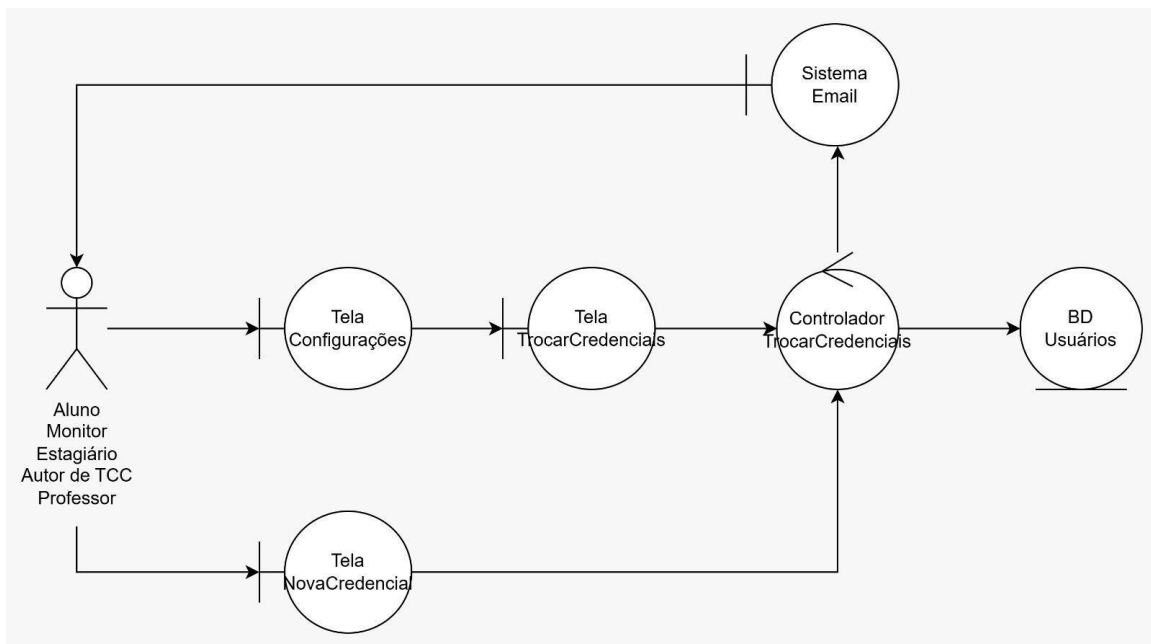 Sistema
Email
Tela
Configurações
Tela
TrocarCredenciais
Controlador
TrocarCredenciais
BD
Usuários
Aluno
Monitor
Estagiário
Autor de TCC
Professor
Tela
NovaCredencial